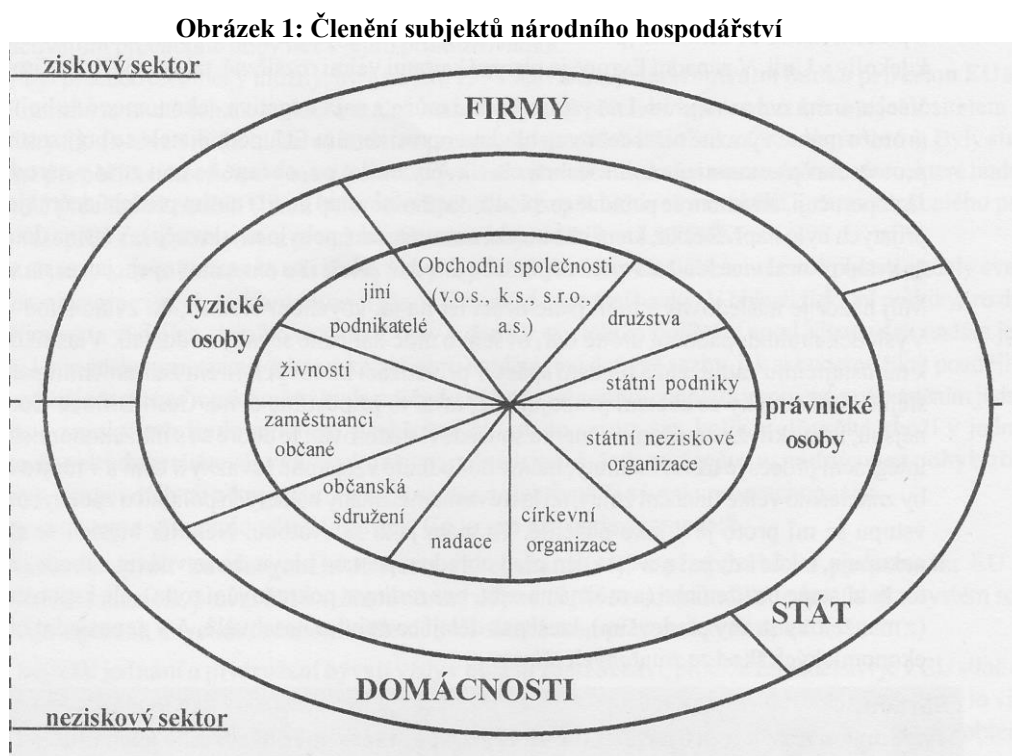 Obrázek 1: Členění subjektů národního hospodářství
ziskový sektor
FIRMY
fyzické
osoby
jiní
podnikatelé
Obchodní společnosti
(v.o.s., k.s., s.r.o.,
a.s.)
družstva
živnosti
státní podniky
zaměstnanci
občané
právnické
osoby
státní neziskové
organizace
občanská
sdružení
nadace
církevní
organizace
STÁT
DOMÁCNOSTI
neziskový sektor